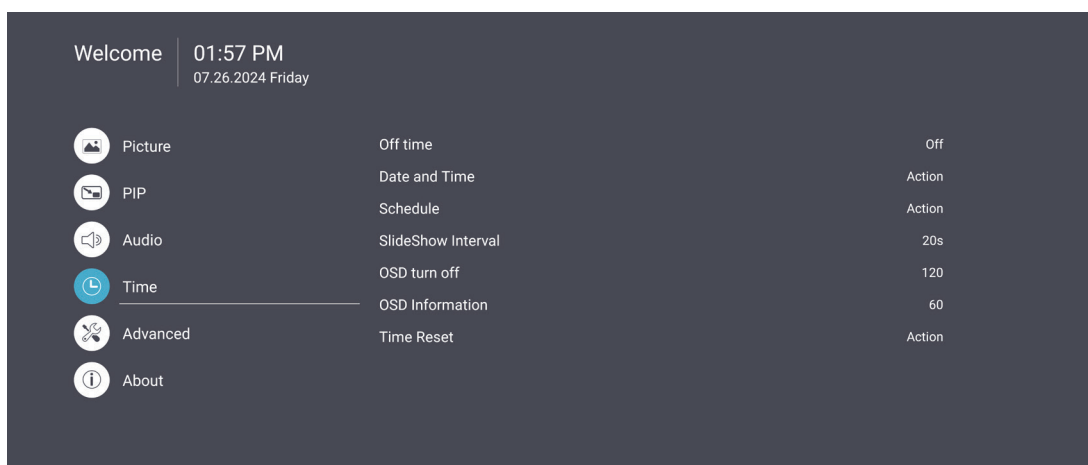 Welcome
01:57 PM
07.26.2024 Friday
Picture
PIP
Audio
Time
Advanced
About
Off time Off
Date and Time Action
Schedule Action
SlideShow Interval 20s
OSD turn off 120
OSD Information 60
Time Reset Action